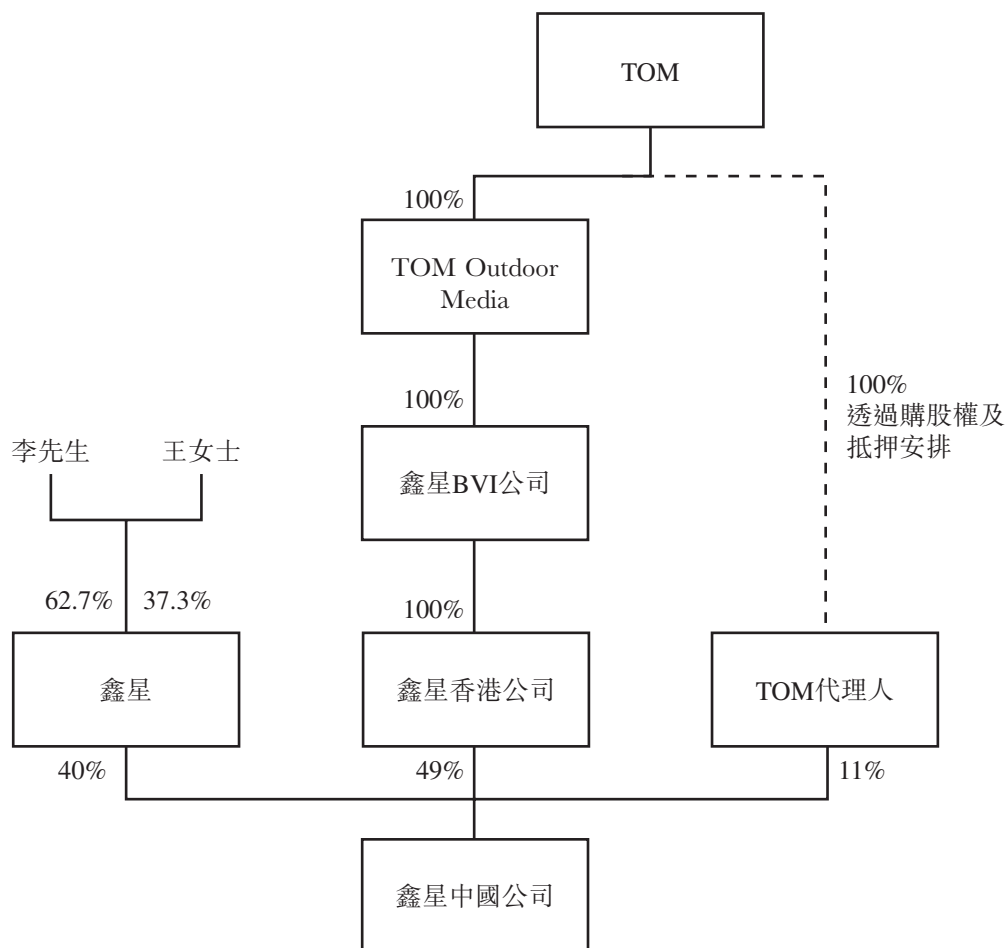 TOM
100%
TOM Outdoor
Media
100%
透過購股權及
抵押安排
100%
李先生
王女士
鑫星BVI公司
62.7%
37.3%
100%
鑫星
鑫星香港公司
TOM代理人
40%
49%
11%
鑫星中國公司